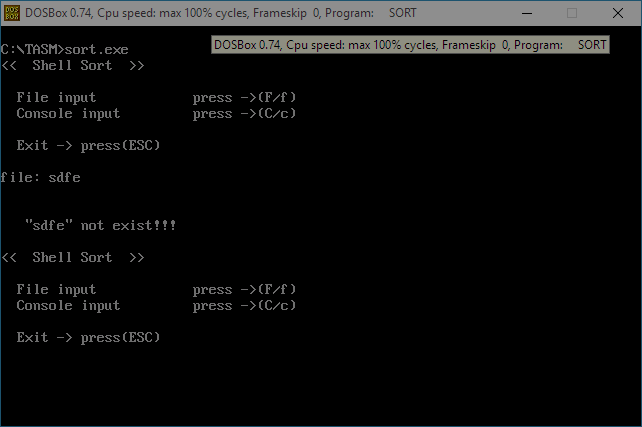 DOS
BOX
DOSBox 0.74, Cpu speed: max 100% cycles, Frameskip 0, Program: SORT
DOSBox 0.74, Cpu speed: max 100% cycles, Frameskip 0, Program: SORT
C:\TASM>sort.exe
<< Shell Sort >>
File input press ->(F/f)
Console input press ->(C/c)
Exit -> press(ESC)
file: sdfe
"sdfe" not exist!!!
<< Shell Sort >>
File input press ->(F/f)
Console input press ->(C/c)
Exit -> press(ESC)